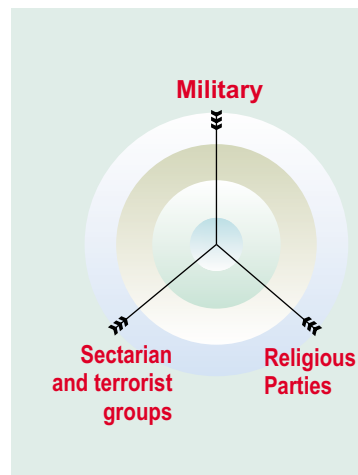 Military
Sectarian
and terrorist
groups
Religious
Parties